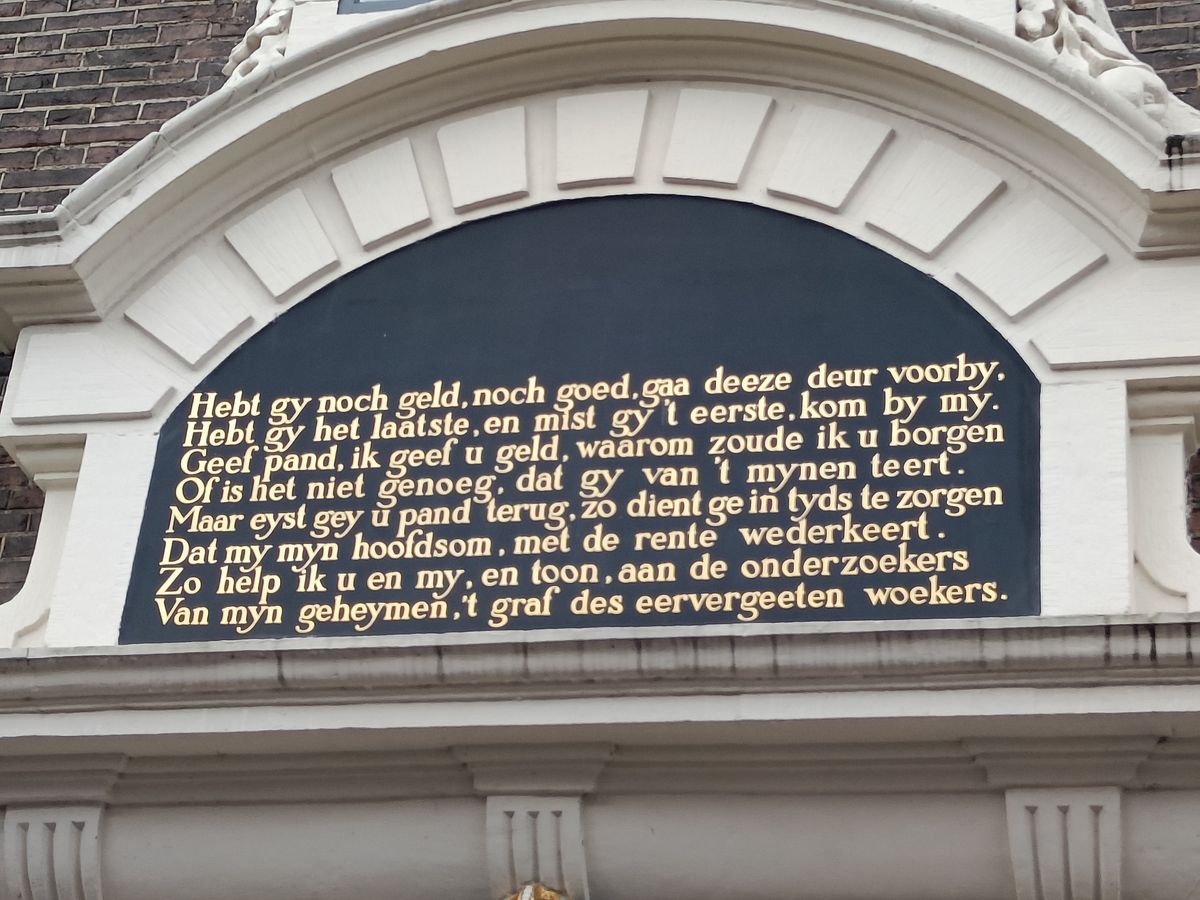 Hebt gy noch geld, noch goed, gaa deeze deur voorby,
Hebt gy het laatste, en mist gy 't eerste, kom by my.
Geef pand, ik geef u geld, waarom zoude ik u borgen
Of is het niet genoeg, dat gy van 't mynen teert.
Maar eyst gey u pand terug, zo dient ge in tyds te zorgen
Dat my myn hoofdsom, met de rente wederkeert.
Zo help ik u en my, en toon, aan de onderzoekers
Van myn geheymen, 't graf des eervergeeten woekers.